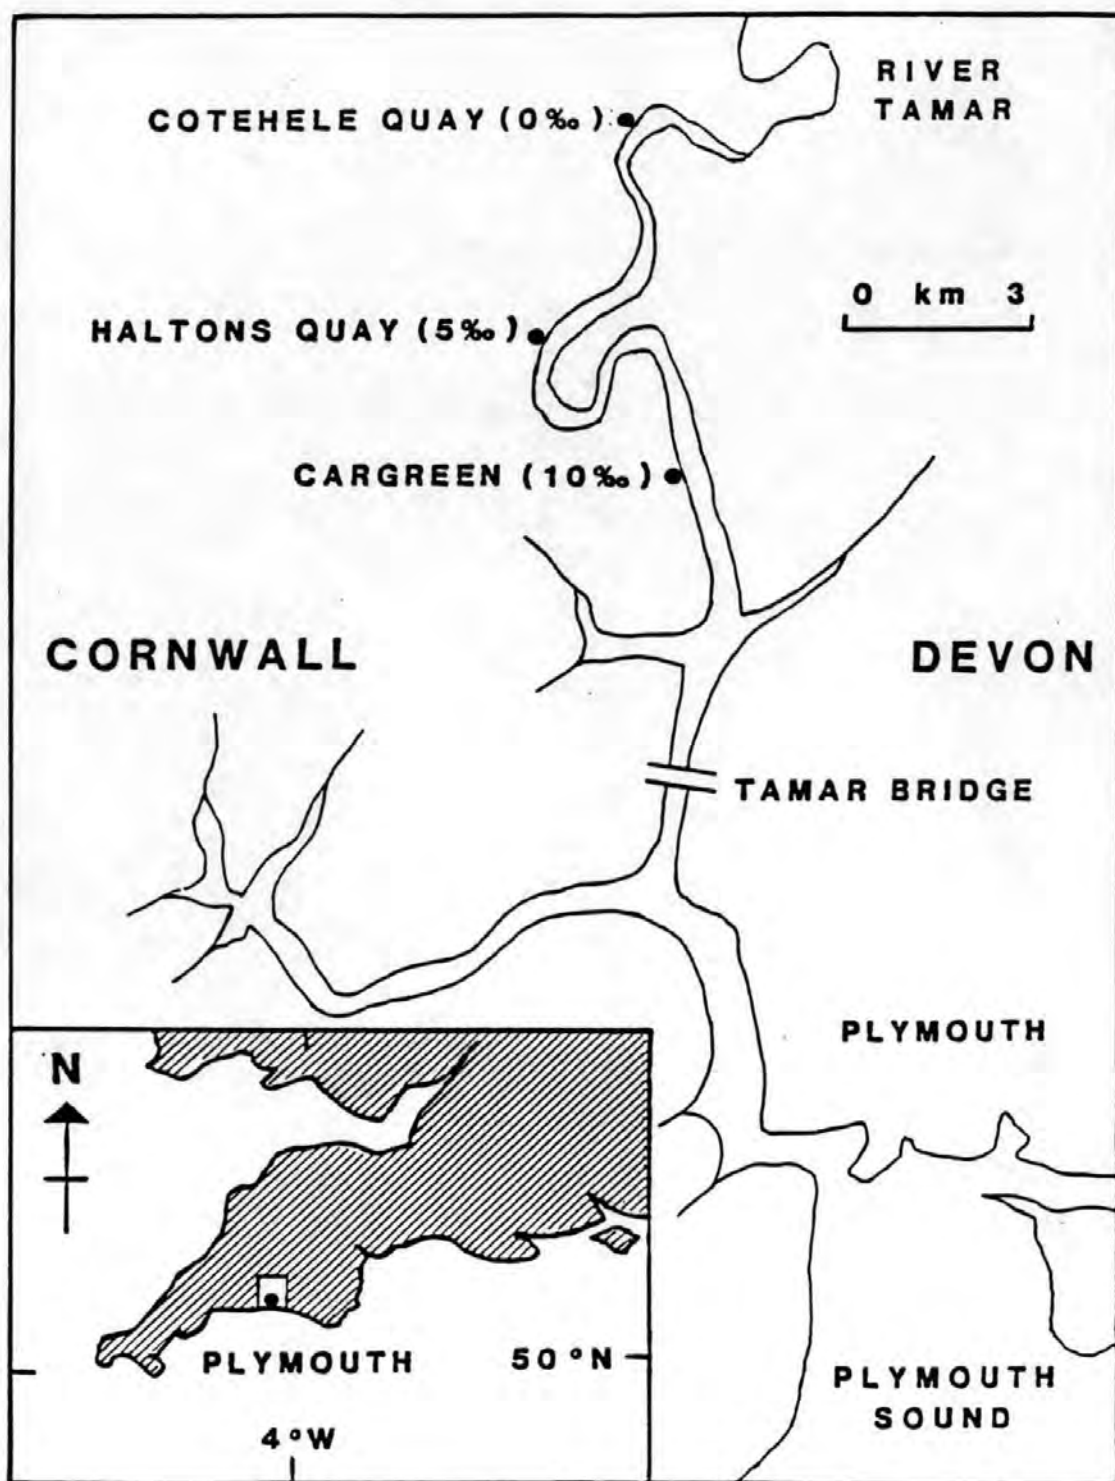 RIVER
TAMAR
COTEHELE QUAY (0‰)
0 km 3
HALTONS QUAY (5‰)
CARGREEN (10‰)
CORNWALL
DEVON
TAMAR BRIDGE
PLYMOUTH
N
PLYMOUTH
50°N
4°W
PLYMOUTH
SOUND